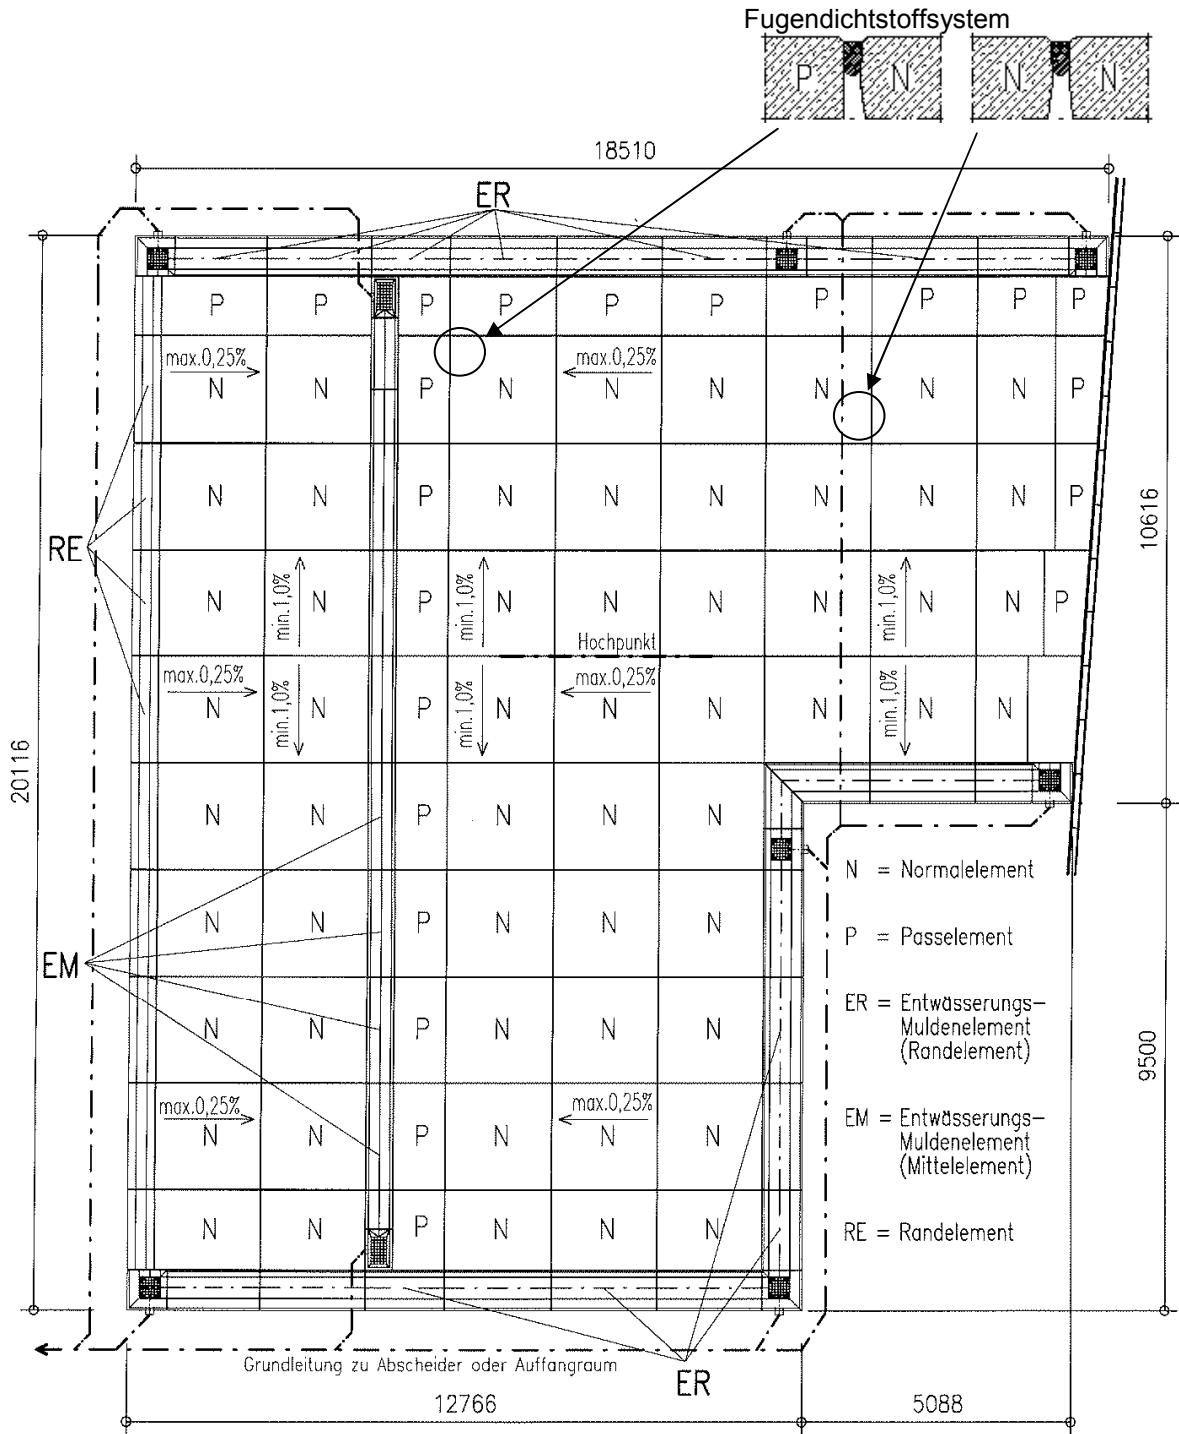 Fugendichtstoffsystem
P N N N
18510
ER
P P P P P P P P P P
max.0,25% max.0,25%
N N P N N N N N N P
N N P N N N N N N P
RE
10616
min.1,0% min.1,0% min.1,0%
N N P N N N N N N P
Hochpunkt
max.0,25% max.0,25%
min.1,0% min.1,0% min.1,0%
N N P N N N N N N
20116
N N P N N N
N = Normalelement
N N P N N N
P = Passelement
EM
ER = Entwässerungs-
Muldenelement
(Randelement)
N N P N N N
9500
max.0,25% max.0,25%
EM = Entwässerungs-
Muldenelement
(Mittelelement)
N N P N N N
N N P N N N
RE = Randelement
Grundleitung zu Abscheider oder Auffangraum
ER
12766 5088